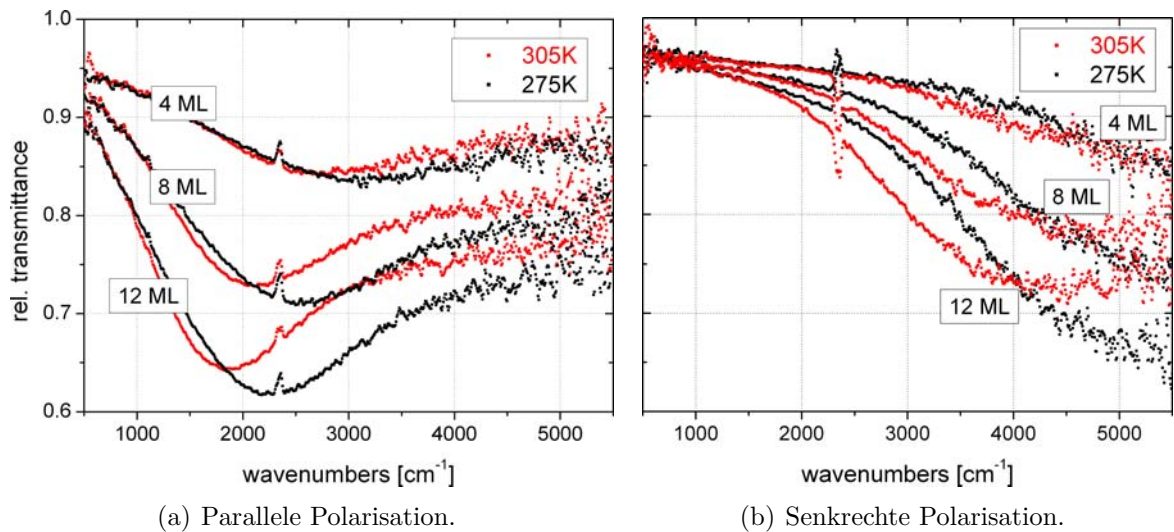 1.0
0.9
0.8
0.7
0.6
rel. transmittance
305K
275K
4 ML
8 ML
12 ML
1000 2000 3000 4000 5000
wavenumbers [cm⁻¹]
(a) Parallele Polarisation.
305K
275K
4 ML
8 ML
12 ML
1000 2000 3000 4000 5000
wavenumbers [cm⁻¹]
(b) Senkrechte Polarisation.